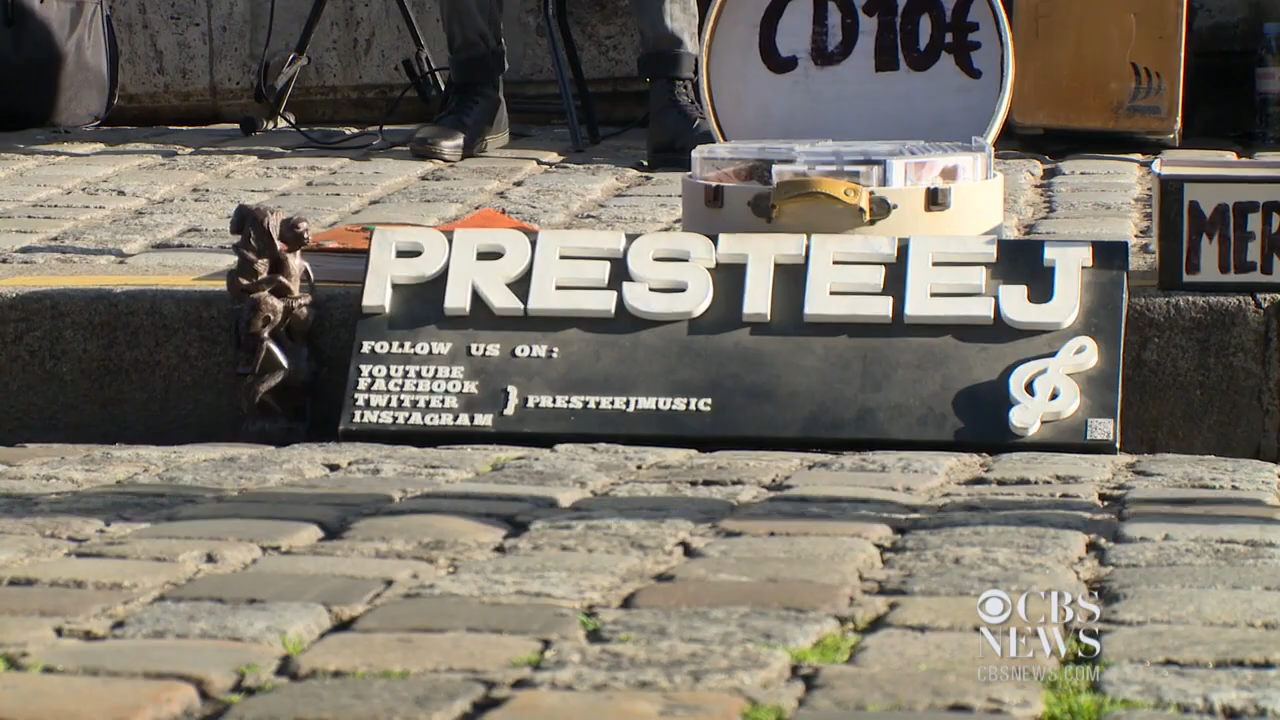 CD10€
MER
PRESTEEJ
FOLLOW US ON:
YOUTUBE
FACEBOOK
TWITTER
INSTAGRAM
} PRESTEEJMUSIC
CBS
NEWS
CBSNEWS.COM